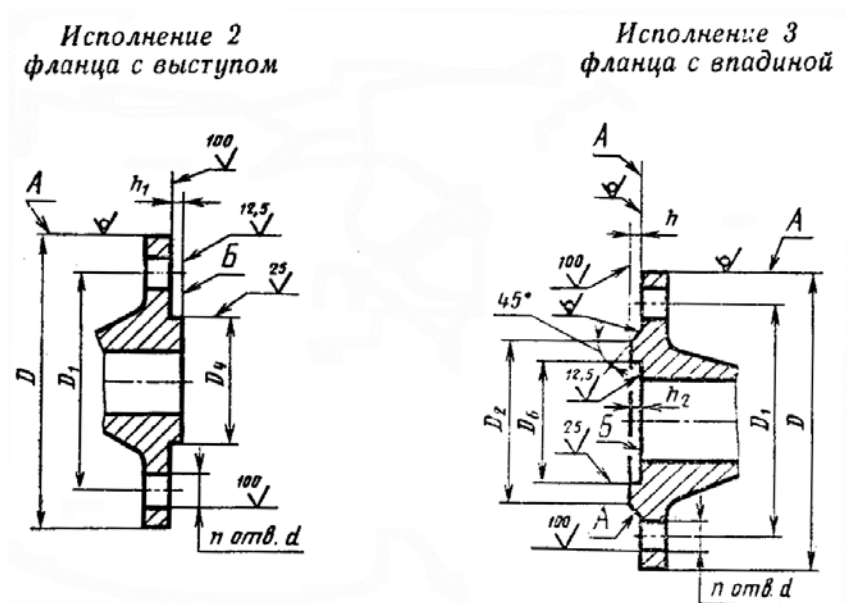 Исполнение 2
фланца с выступом
100
h₁
А
12,5
Б
25
D
D₁
D₄
100
n отв. d
Исполнение 3
фланца с впадиной
А
h
А
100
45°
12,5
h₂
D₂
D₆
Б
25
D₁
D
А
100
n отв. d